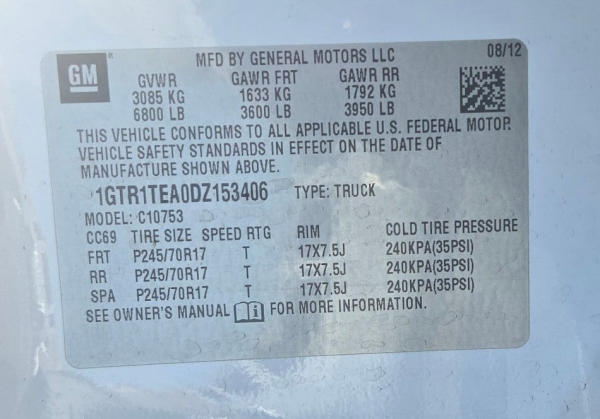 MFD BY GENERAL MOTORS LLC 08/12
GM GVWR GAWR FRT GAWR RR
3085 KG 1633 KG 1792 KG
6800 LB 3600 LB 3950 LB
THIS VEHICLE CONFORMS TO ALL APPLICABLE U.S. FEDERAL MOTOR
VEHICLE SAFETY STANDARDS IN EFFECT ON THE DATE OF
MANUFACTURE SHOWN ABOVE.
1GTR1TEA0DZ153406 TYPE: TRUCK
MODEL: C10753
CC69 TIRE SIZE SPEED RTG RIM COLD TIRE PRESSURE
FRT P245/70R17 T 17X7.5J 240KPA(35PSI)
RR P245/70R17 T 17X7.5J 240KPA(35PSI)
SPA P245/70R17 T 17X7.5J 240KPA(35PSI)
SEE OWNER'S MANUAL FOR MORE INFORMATION.